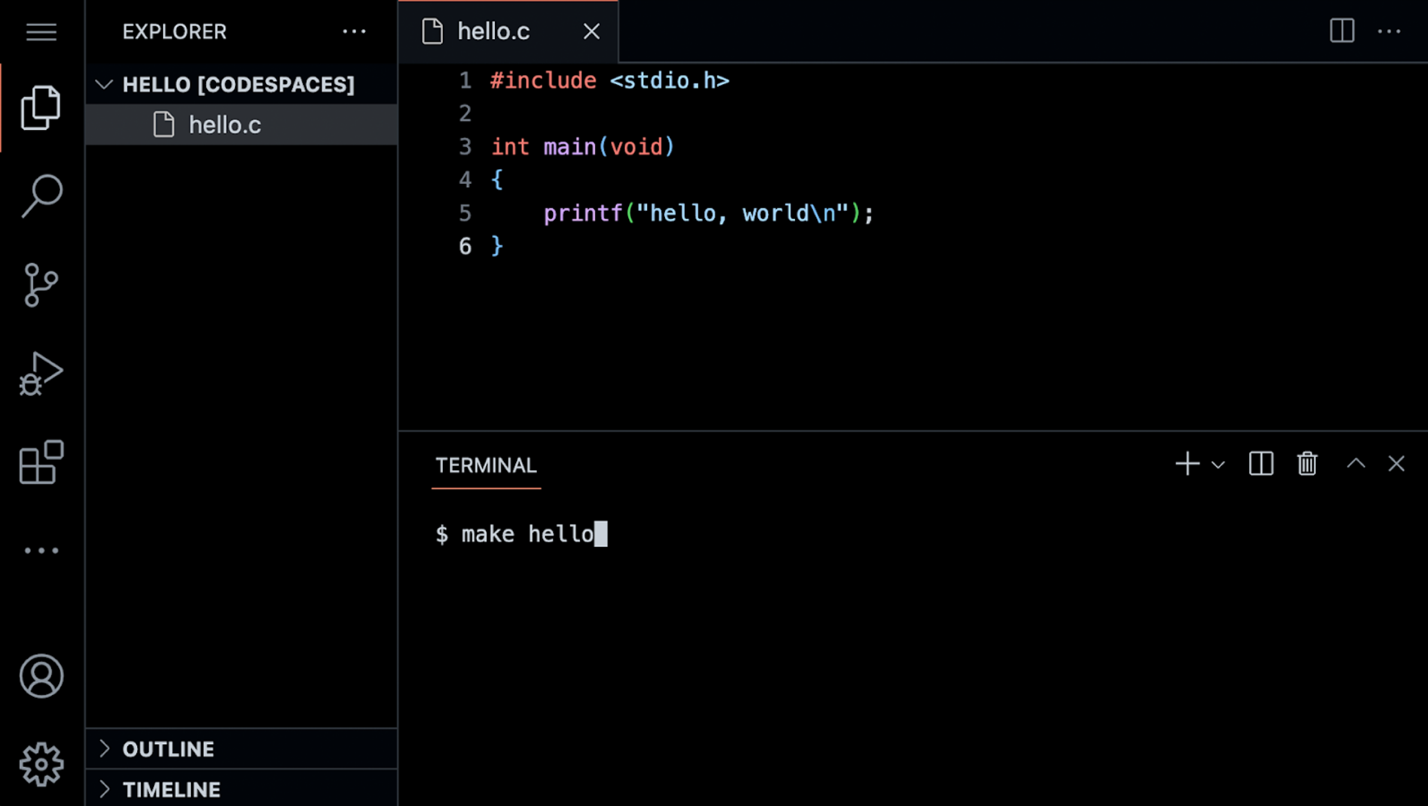 EXPLORER
HELLO [CODESPACES]
hello.c
OUTLINE
TIMELINE
hello.c
1 #include <stdio.h>
2
3 int main(void)
4 {
5     printf("hello, world\n");
6 }
TERMINAL
$ make hello